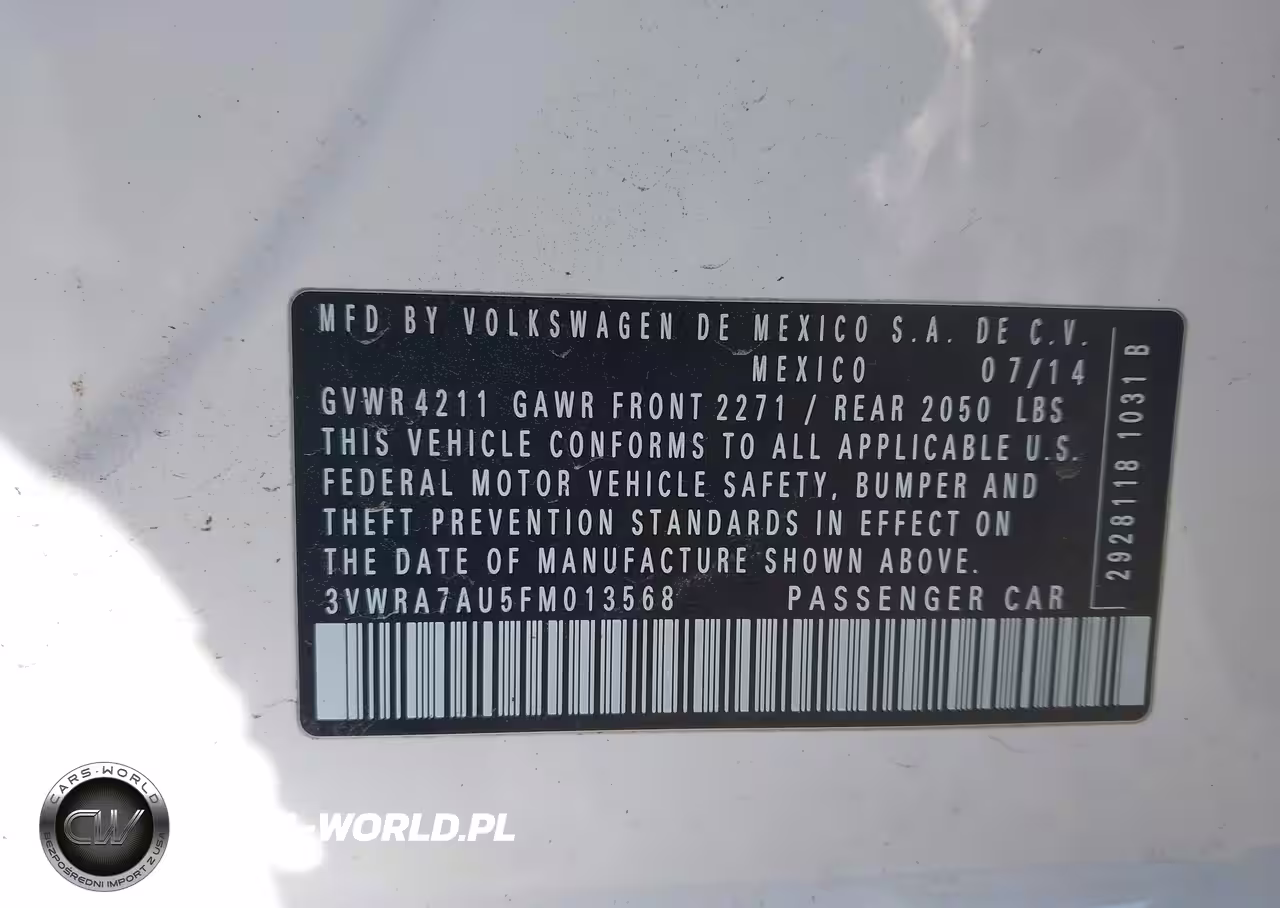 MFD BY VOLKSWAGEN DE MEXICO S.A. DE C.V.
MEXICO 07/14
GVWR 4211 GAWR FRONT 2271 / REAR 2050 LBS
THIS VEHICLE CONFORMS TO ALL APPLICABLE U.S.
FEDERAL MOTOR VEHICLE SAFETY, BUMPER AND
THEFT PREVENTION STANDARDS IN EFFECT ON
THE DATE OF MANUFACTURE SHOWN ABOVE.
3VWRA7AU5FM013568 PASSENGER CAR
2928118 1031 B
CARS-WORLD
CW
BEZPOŚREDNI IMPORT Z USA
-WORLD.PL